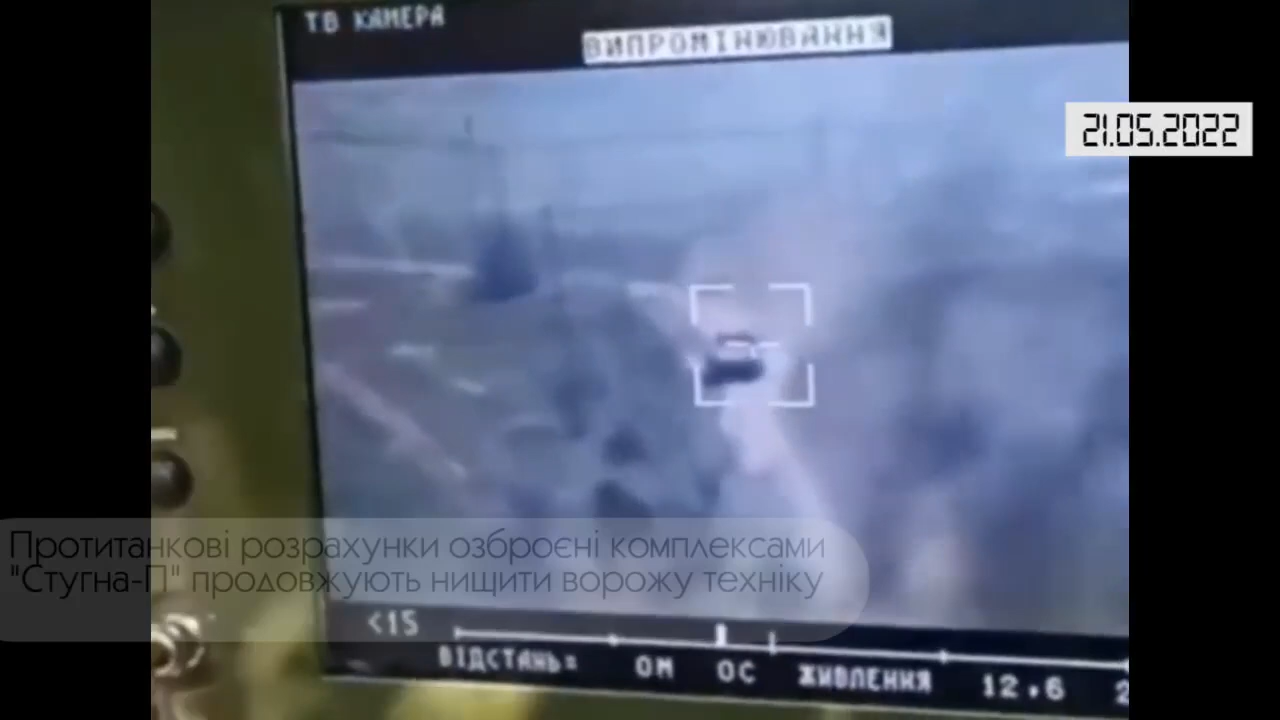 ТВ КАМЕРА
ВИПРОМІНЮВАННЯ
21.05.2022
Протитанкові розрахунки озброєні комплексами
"Стугна-П" продовжують нищити ворожу техніку
<15
ВІДСТАНЬ= 0М 0С ЖИВЛЕННЯ 12,6